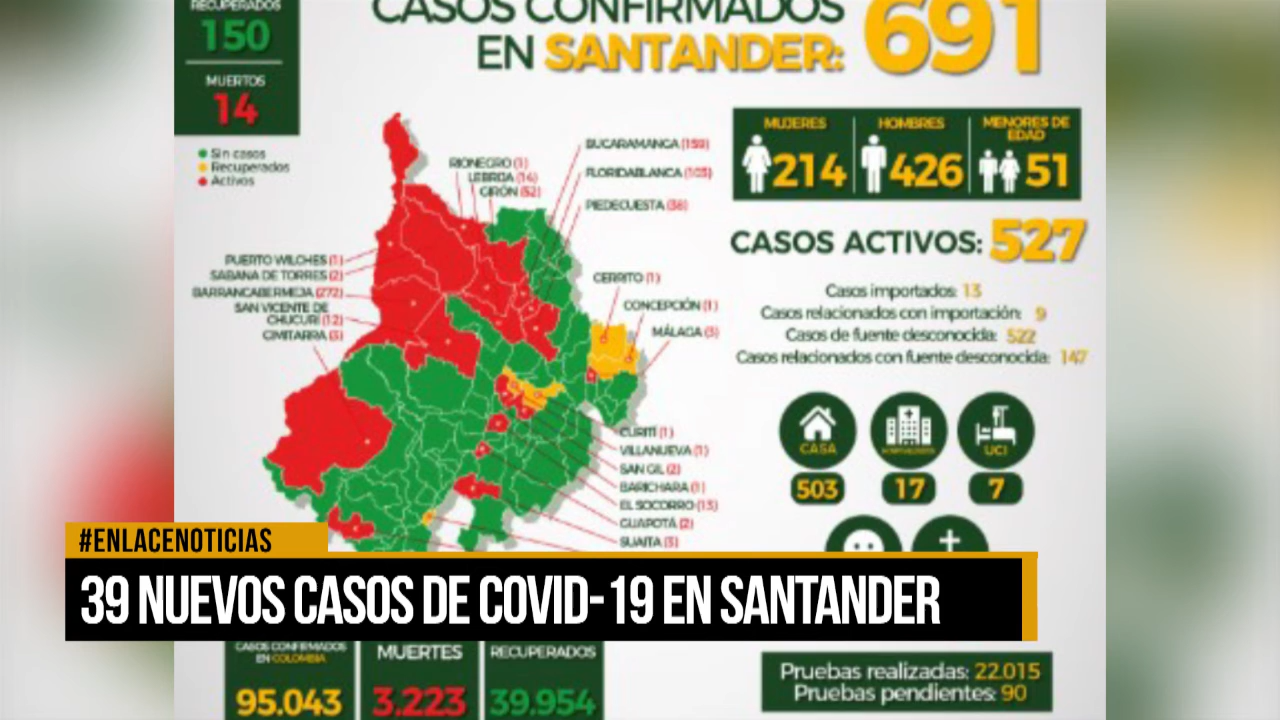 RECUPERADOS
150
MUERTOS
14
CASOS CONFIRMADOS
EN SANTANDER: 691
Sin casos
Recuperados
Activos
MUJERES
214
HOMBRES
426
MENORES DE
EDAD
51
RIONEGRO (1)
LEBRIJA (14)
GIRÓN (52)
BUCARAMANGA (159)
FLORIDABLANCA (103)
PIEDECUESTA (38)
PUERTO WILCHES (1)
SABANA DE TORRES (2)
BARRANCABERMEJA (272)
SAN VICENTE DE
CHUCURÍ (12)
CIMITARRA (3)
CERRITO (1)
CONCEPCIÓN (1)
MÁLAGA (3)
CURITÍ (1)
VILLANUEVA (1)
SAN GIL (2)
BARICHARA (1)
EL SOCORRO (13)
GUAPOTÁ (2)
SUAITA (3)
CASOS ACTIVOS: 527
Casos importados: 13
Casos relacionados con importación: 9
Casos de fuente desconocida: 522
Casos relacionados con fuente desconocida: 147
CASA
503
17
UCI
7
#ENLACENOTICIAS
39 NUEVOS CASOS DE COVID-19 EN SANTANDER
CASOS CONFIRMADOS
EN COLOMBIA
95.043
MUERTES
3.223
RECUPERADOS
39.954
Pruebas realizadas: 22.015
Pruebas pendientes: 90